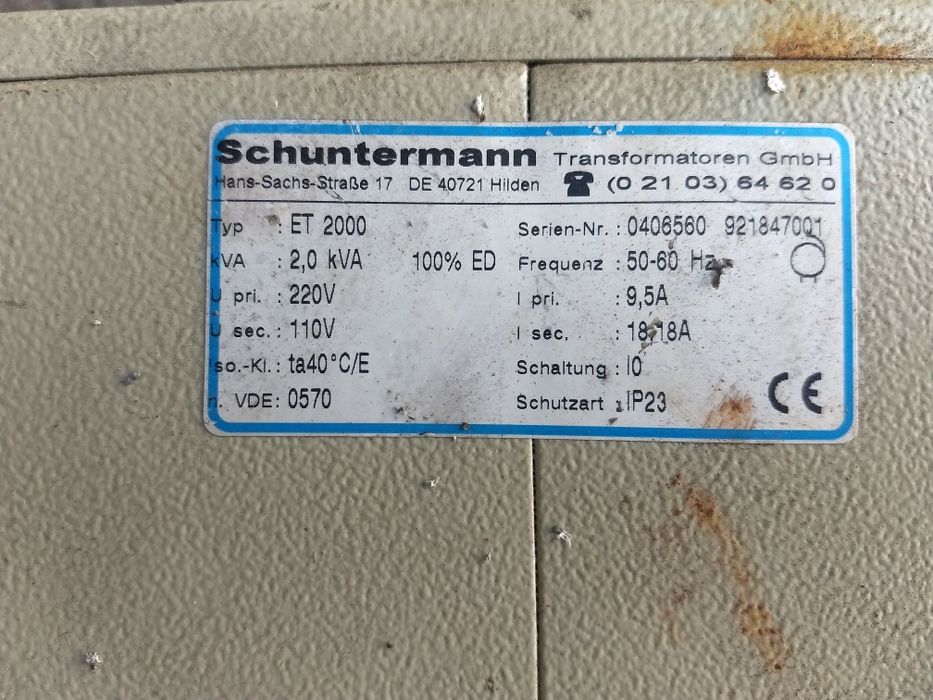 Schuntermann Transformatoren GmbH
Hans-Sachs-Straße 17 DE 40721 Hilden ☎ (0 21 03) 64 62 0
Typ : ET 2000 Serien-Nr. : 0406560 921847001
kVA : 2,0 kVA 100% ED Frequenz : 50-60 Hz
U pri. : 220V I pri. : 9,5A
U sec. : 110V I sec. : 18,18A
Iso.-Kl. : ta40°C/E Schaltung : I0
n. VDE : 0570 Schutzart : IP23 CE